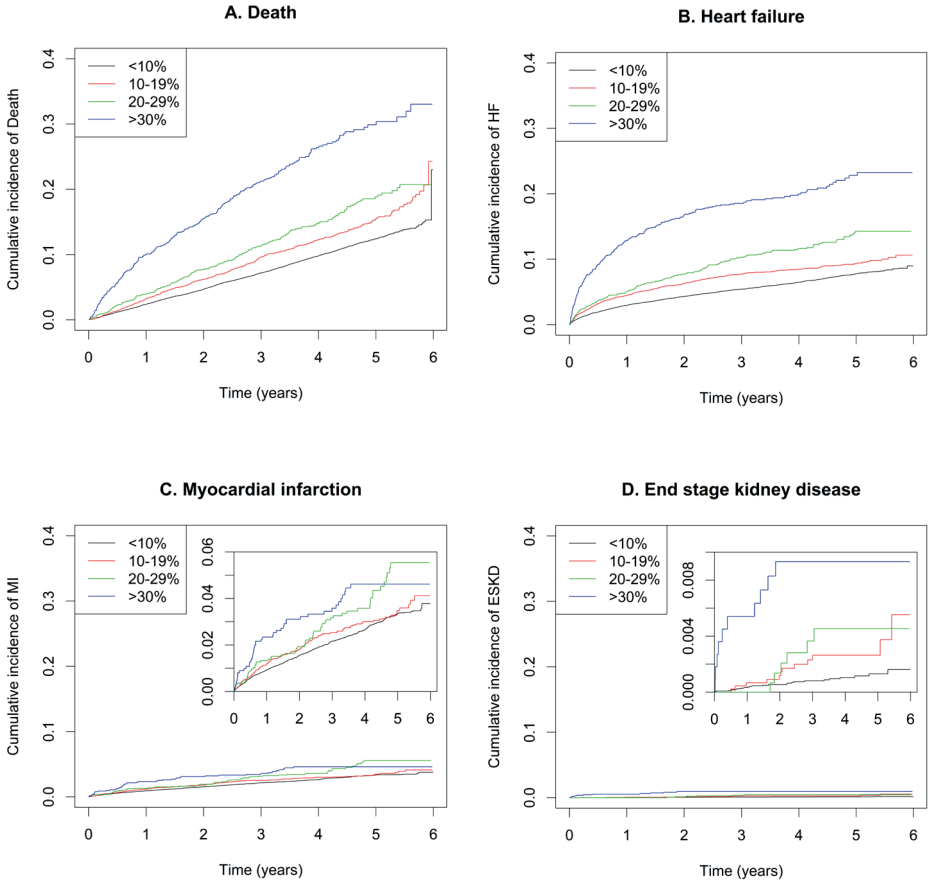 A. Death
Cumulative incidence of Death
0.4
0.3
0.2
0.1
0.0
<10%
10-19%
20-29%
>30%
0 1 2 3 4 5 6
Time (years)
B. Heart failure
Cumulative incidence of HF
0.4
0.3
0.2
0.1
0.0
<10%
10-19%
20-29%
>30%
0 1 2 3 4 5 6
Time (years)
C. Myocardial infarction
Cumulative incidence of MI
0.4
0.3
0.2
0.1
0.0
<10%
10-19%
20-29%
>30%
0.06
0.04
0.02
0.00
0 1 2 3 4 5 6
0 1 2 3 4 5 6
Time (years)
D. End stage kidney disease
Cumulative incidence of ESKD
0.4
0.3
0.2
0.1
0.0
<10%
10-19%
20-29%
>30%
0.008
0.004
0.000
0 1 2 3 4 5 6
0 1 2 3 4 5 6
Time (years)